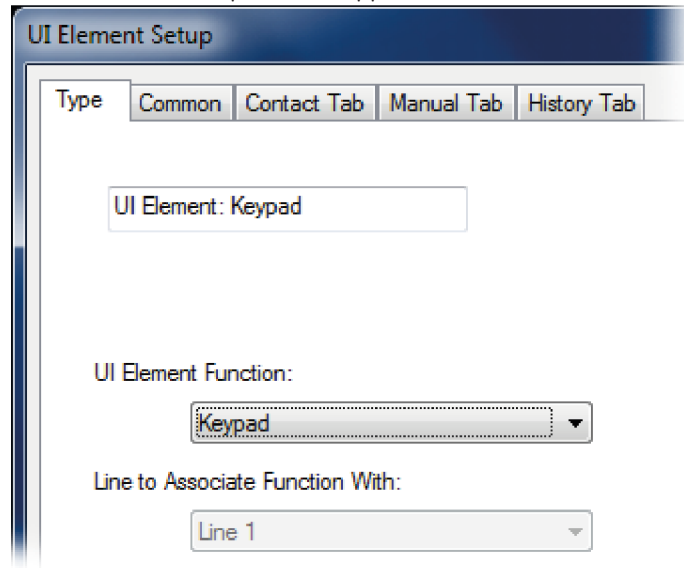 UI Element Setup
Type Common Contact Tab Manual Tab History Tab
UI Element: Keypad
UI Element Function:
Keypad
Line to Associate Function With:
Line 1